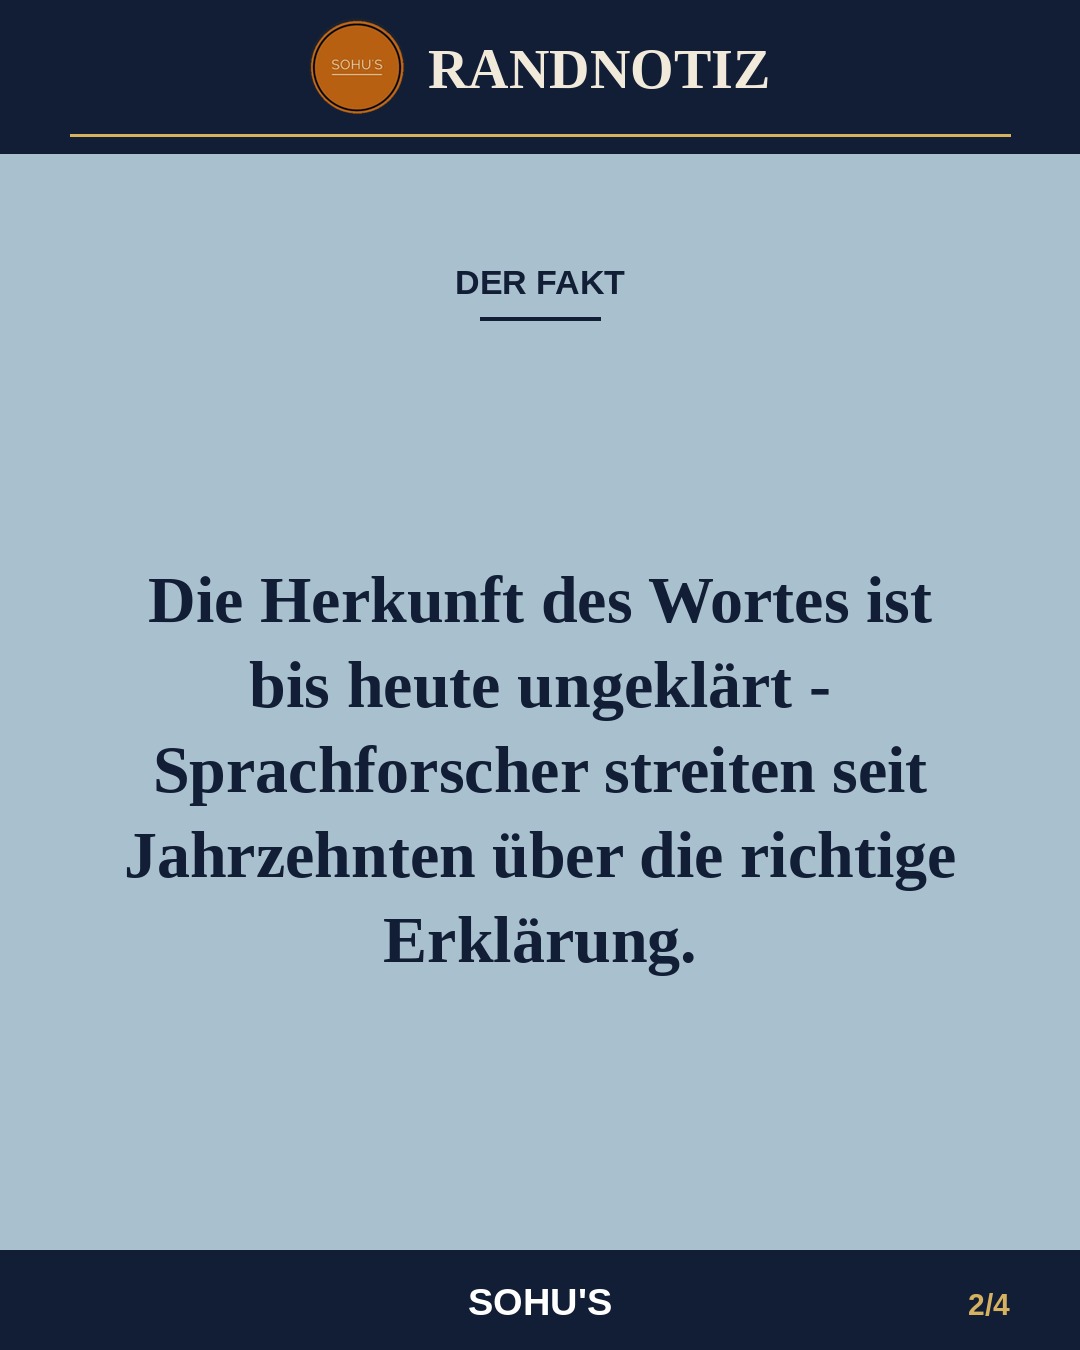 SOHU'S
RANDNOTIZ
DER FAKT
Die Herkunft des Wortes ist
bis heute ungeklärt -
Sprachforscher streiten seit
Jahrzehnten über die richtige
Erklärung.
SOHU'S
2/4